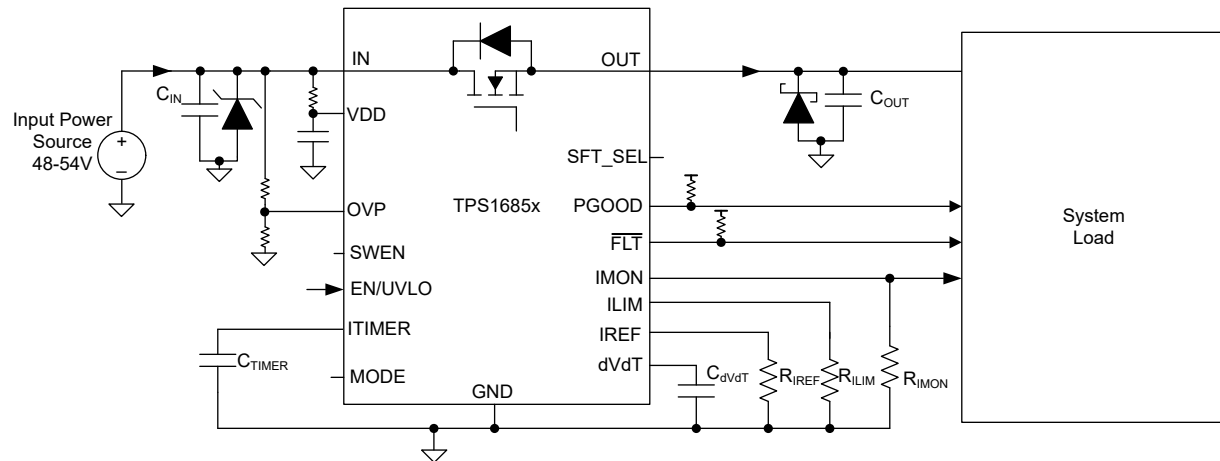 IN
OUT
C_IN
VDD
C_OUT
Input Power
Source
48-54V
+
−
SFT_SEL
OVP
TPS1685x
PGOOD
System
Load
SWEN
FLT
EN/UVLO
IMON
ILIM
ITIMER
IREF
C_TIMER
MODE
dVdT
C_dVdT
R_IREF
R_ILIM
R_IMON
GND